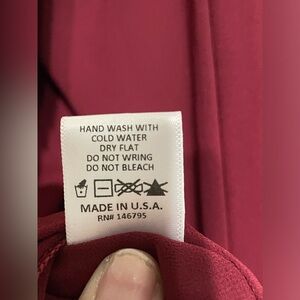 HAND WASH WITH
COLD WATER
DRY FLAT
DO NOT WRING
DO NOT BLEACH
MADE IN U.S.A.
RN# 146795